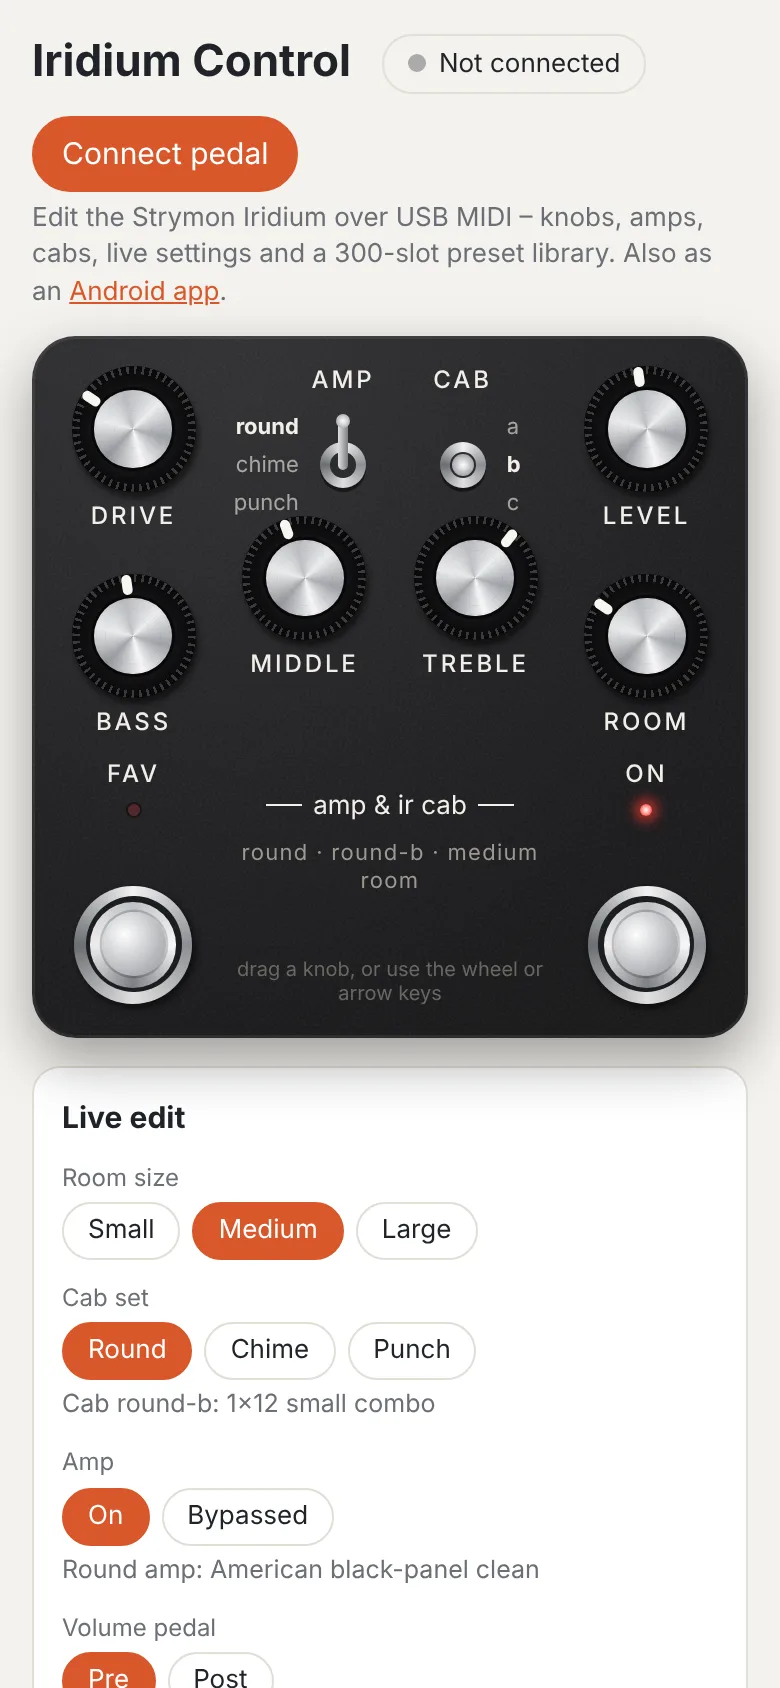 Iridium Control
Not connected
Connect pedal
Edit the Strymon Iridium over USB MIDI – knobs, amps,
cabs, live settings and a 300-slot preset library. Also as
an Android app.
AMP
CAB
round
chime
punch
a
b
c
DRIVE
LEVEL
MIDDLE
TREBLE
BASS
ROOM
FAV
ON
amp & ir cab
round · round-b · medium
room
drag a knob, or use the wheel or
arrow keys
Live edit
Room size
Small
Medium
Large
Cab set
Round
Chime
Punch
Cab round-b: 1×12 small combo
Amp
On
Bypassed
Round amp: American black-panel clean
Volume pedal
Pre
Post